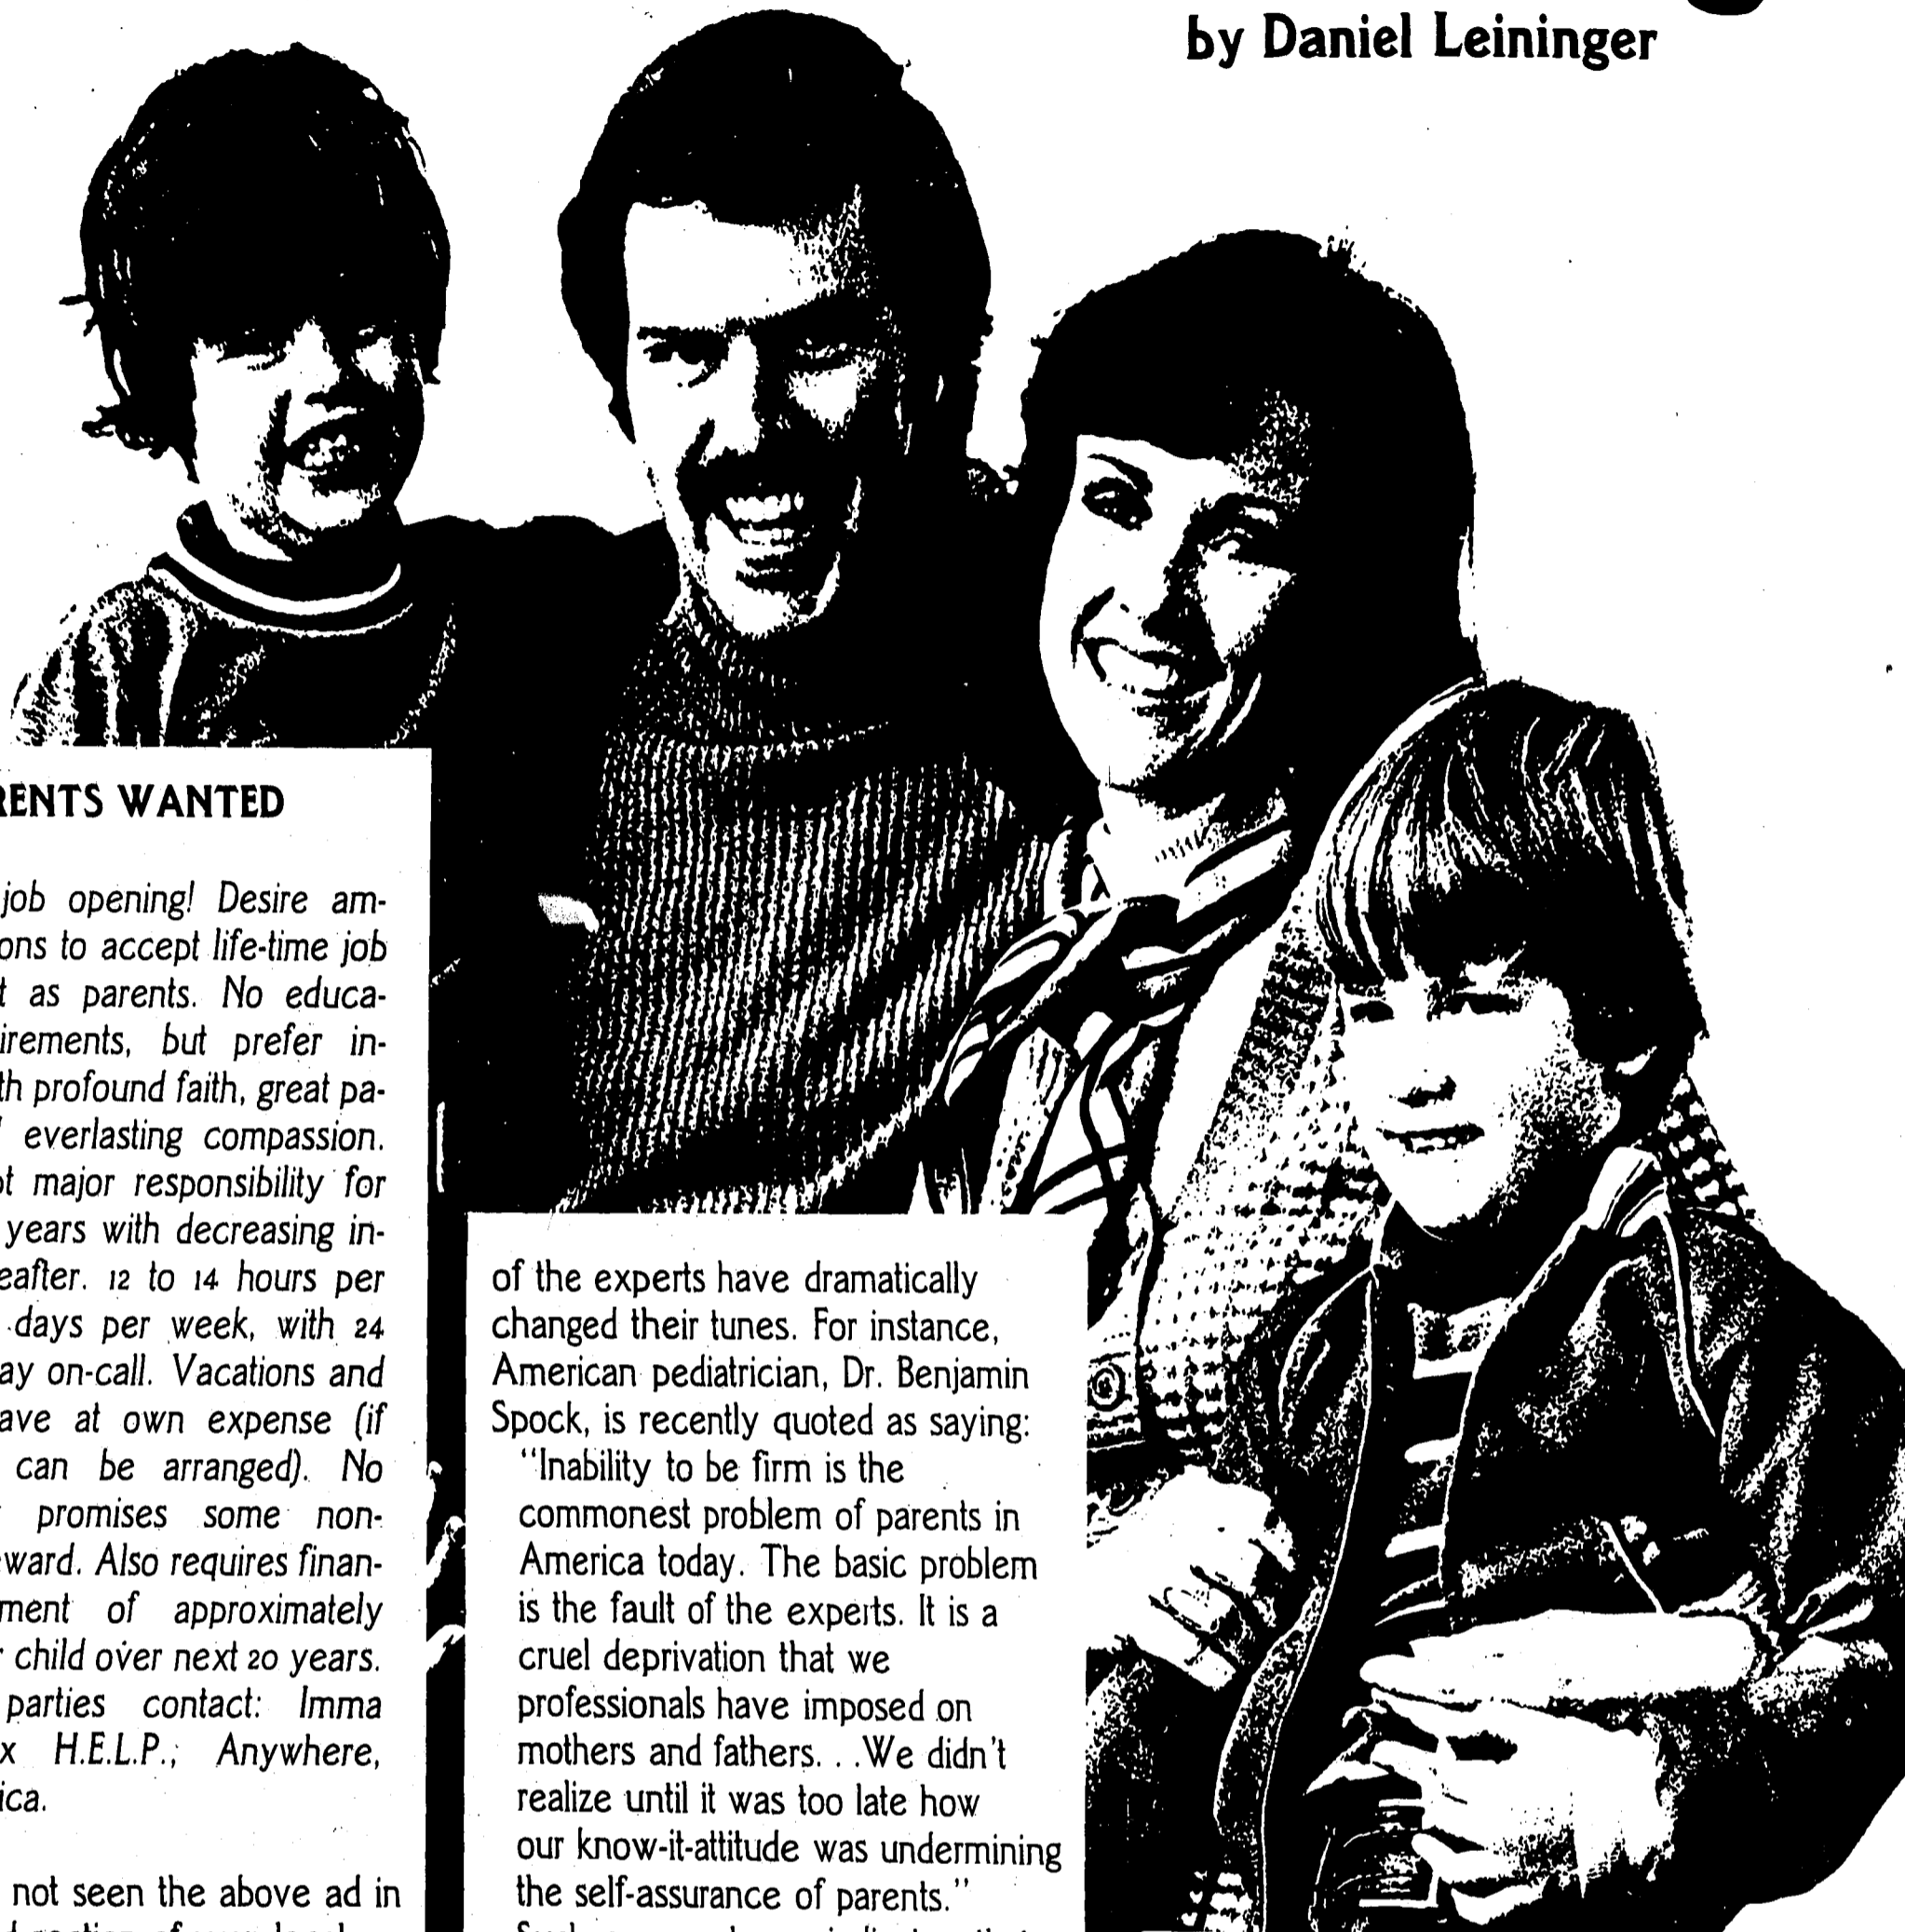 by Daniel Leininger
RENTS WANTED
job opening! Desire am-
ons to accept life-time job
t as parents. No educa-
irements, but prefer in-
th profound faith, great pa-
everlasting compassion.
ot major responsibility for
years with decreasing in-
eafter. 12 to 14 hours per
days per week, with 24
ay on-call. Vacations and
ave at own expense (if
can be arranged). No
promises some non-
ward. Also requires finan-
ment of approximately
child over next 20 years.
parties contact: Imma
x H.E.L.P.; Anywhere,
ica.
not seen the above ad in
of the experts have dramatically
changed their tunes. For instance,
American pediatrician, Dr. Benjamin
Spock, is recently quoted as saying:
"Inability to be firm is the
commonest problem of parents in
America today. The basic problem
is the fault of the experts. It is a
cruel deprivation that we
professionals have imposed on
mothers and fathers. . .We didn't
realize until it was too late how
our know-it-attitude was undermining
the self-assurance of parents."